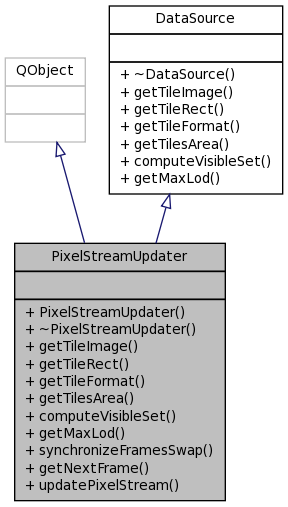 DataSource
+ ~DataSource()
+ getTileImage()
+ getTileRect()
+ getTileFormat()
+ getTilesArea()
+ computeVisibleSet()
+ getMaxLod()
QObject
PixelStreamUpdater
+ PixelStreamUpdater()
+ ~PixelStreamUpdater()
+ getTileImage()
+ getTileRect()
+ getTileFormat()
+ getTilesArea()
+ computeVisibleSet()
+ getMaxLod()
+ synchronizeFramesSwap()
+ getNextFrame()
+ updatePixelStream()